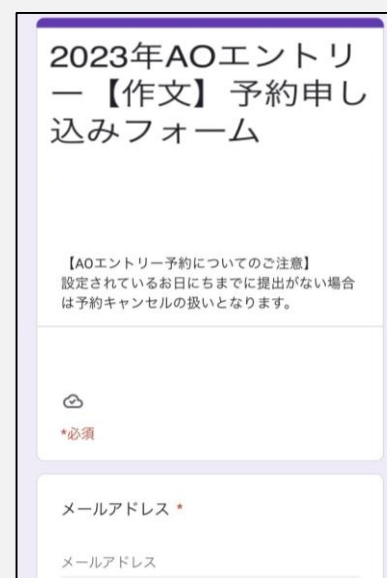 2023年AOエントリ
ー【作文】予約申し
込みフォーム
【AOエントリー予約についてのご注意】
設定されているお日にちまでに提出がない場合
は予約キャンセルの扱いとなります。
*必須
メールアドレス *
メールアドレス